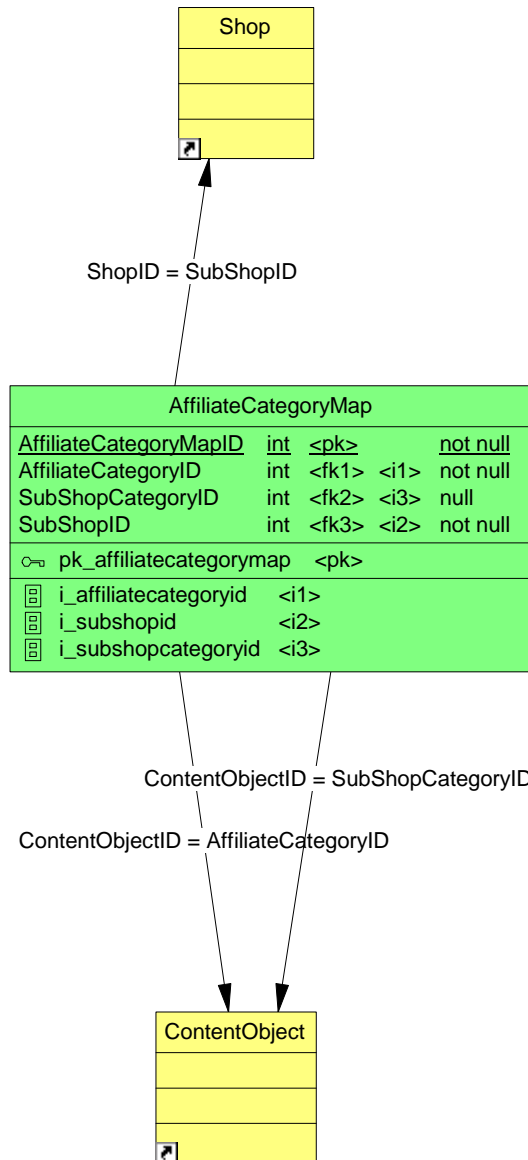 Shop
ShopID = SubShopID
AffiliateCategoryMap
AffiliateCategoryMapID int <pk> not null
AffiliateCategoryID int <fk1> <i1> not null
SubShopCategoryID int <fk2> <i3> null
SubShopID int <fk3> <i2> not null
pk_affiliatecategorymap <pk>
i_affiliatecategoryid <i1>
i_subshopid <i2>
i_subshopcategoryid <i3>
ContentObjectID = SubShopCategoryID
ContentObjectID = AffiliateCategoryID
ContentObject